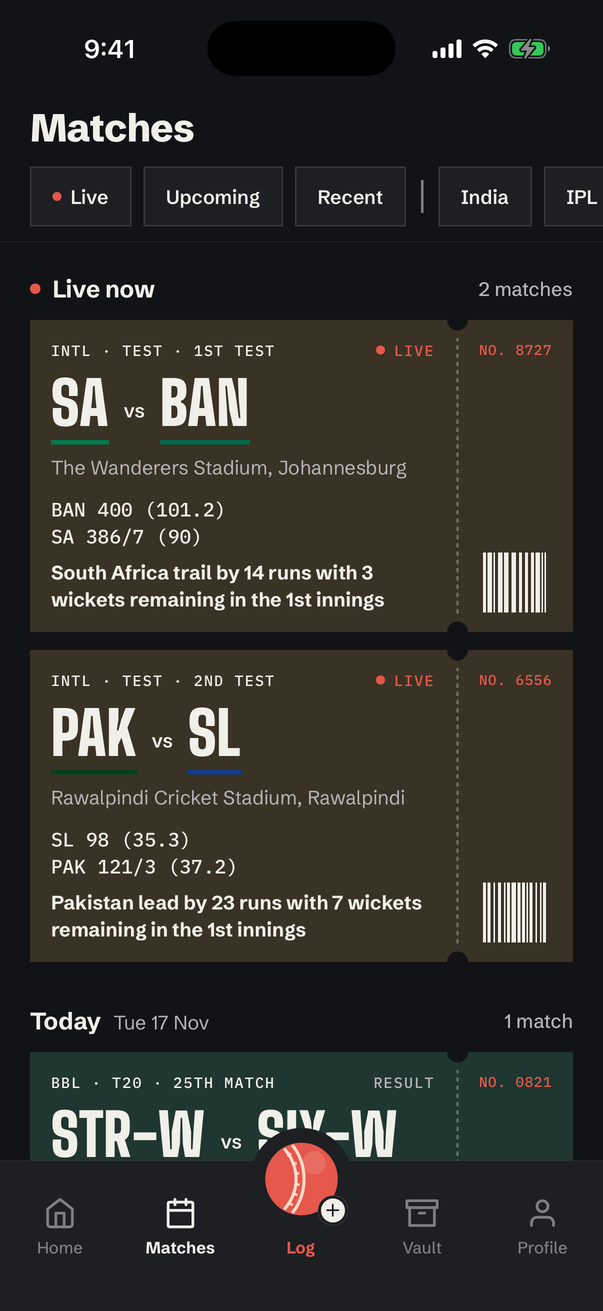 9:41
Matches
Live
Upcoming
Recent
India
IPL
Live now
2 matches
INTL · TEST · 1ST TEST
LIVE
NO. 8727
SA vs BAN
The Wanderers Stadium, Johannesburg
BAN 400 (101.2)
SA 386/7 (90)
South Africa trail by 14 runs with 3
wickets remaining in the 1st innings
INTL · TEST · 2ND TEST
LIVE
NO. 6556
PAK vs SL
Rawalpindi Cricket Stadium, Rawalpindi
SL 98 (35.3)
PAK 121/3 (37.2)
Pakistan lead by 23 runs with 7 wickets
remaining in the 1st innings
Today Tue 17 Nov
1 match
BBL · T20 · 25TH MATCH
RESULT
NO. 0821
STR-W vs SIX-W
Home
Matches
Log
Vault
Profile